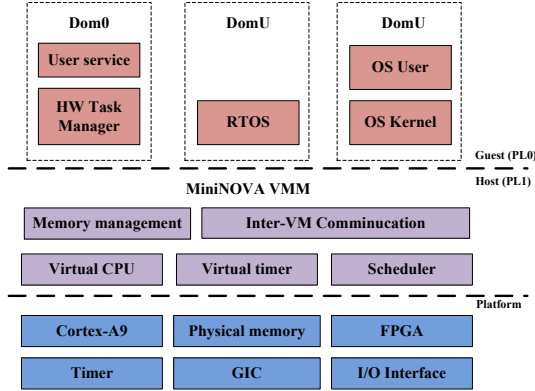 Dom0
DomU
DomU
User service
OS User
HW Task
Manager
RTOS
OS Kernel
Guest (PL0)
Host (PL1)
MiniNOVA VMM
Memory management
Inter-VM Comminucation
Virtual CPU
Virtual timer
Scheduler
Platform
Cortex-A9
Physical memory
FPGA
Timer
GIC
I/O Interface